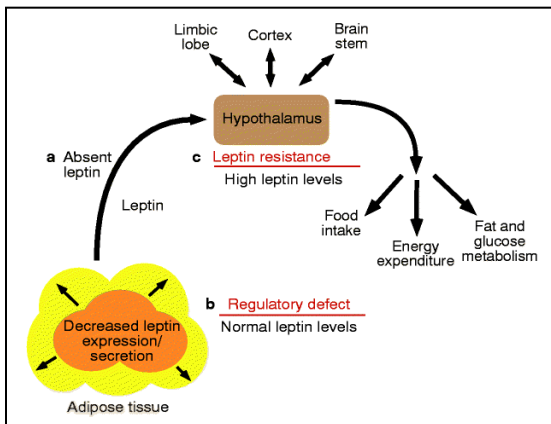 Limbic
lobe
Cortex
Brain
stem
Hypothalamus
a Absent
leptin
Leptin
c Leptin resistance
High leptin levels
Food
intake
Energy
expenditure
Fat and
glucose
metabolism
b Regulatory defect
Normal leptin levels
Decreased leptin
expression/
secretion
Adipose tissue